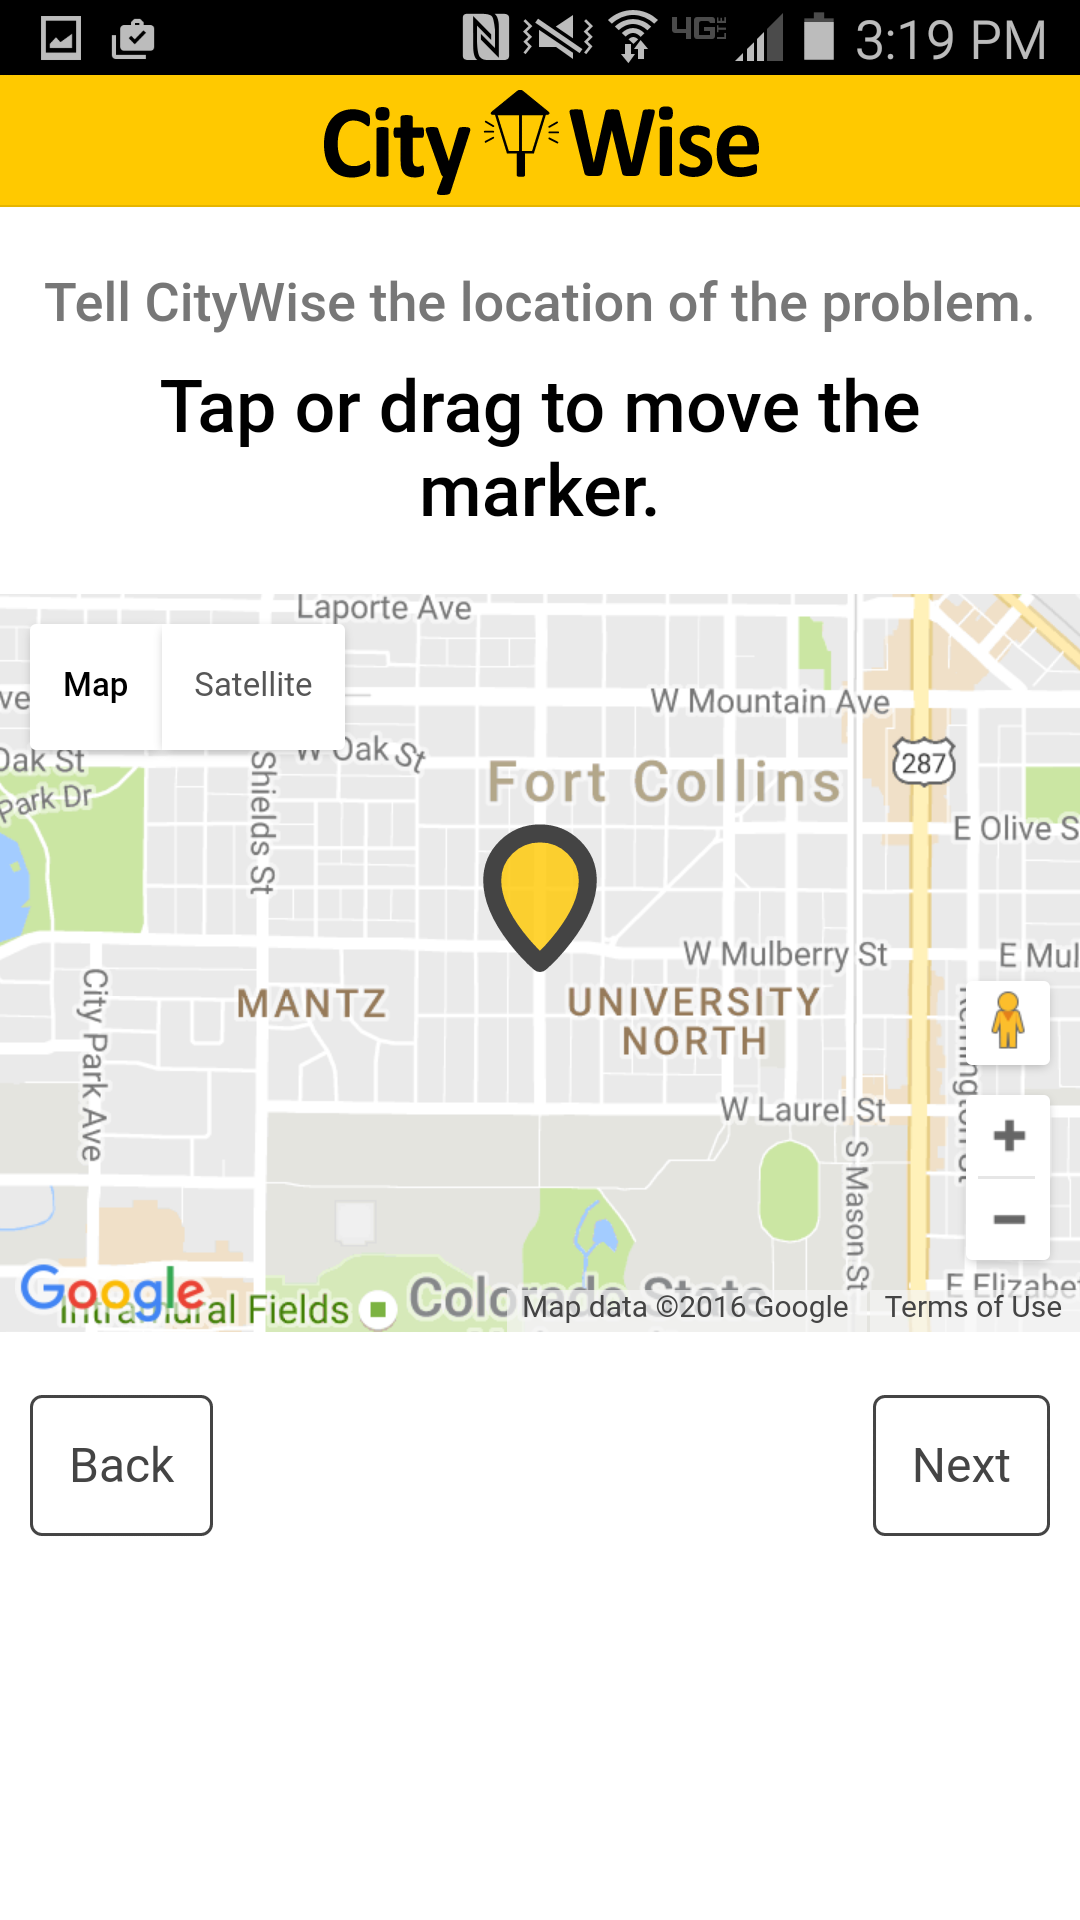 4G LTE 3:19 PM
City Wise
Tell CityWise the location of the problem.
Tap or drag to move the
marker.
Laporte Ave
Map Satellite
W Mountain Ave
W Oak St
Oak St
Park Dr
Shields St
Fort Collins
287
E Olive S
W Mulberry St
E Mul
City Park Ave
MANTZ
UNIVERSITY
NORTH
W Laurel St
S Mason St
E Elizabe
Google
Intramural Fields
Colorado State
Map data ©2016 Google Terms of Use
Back
Next